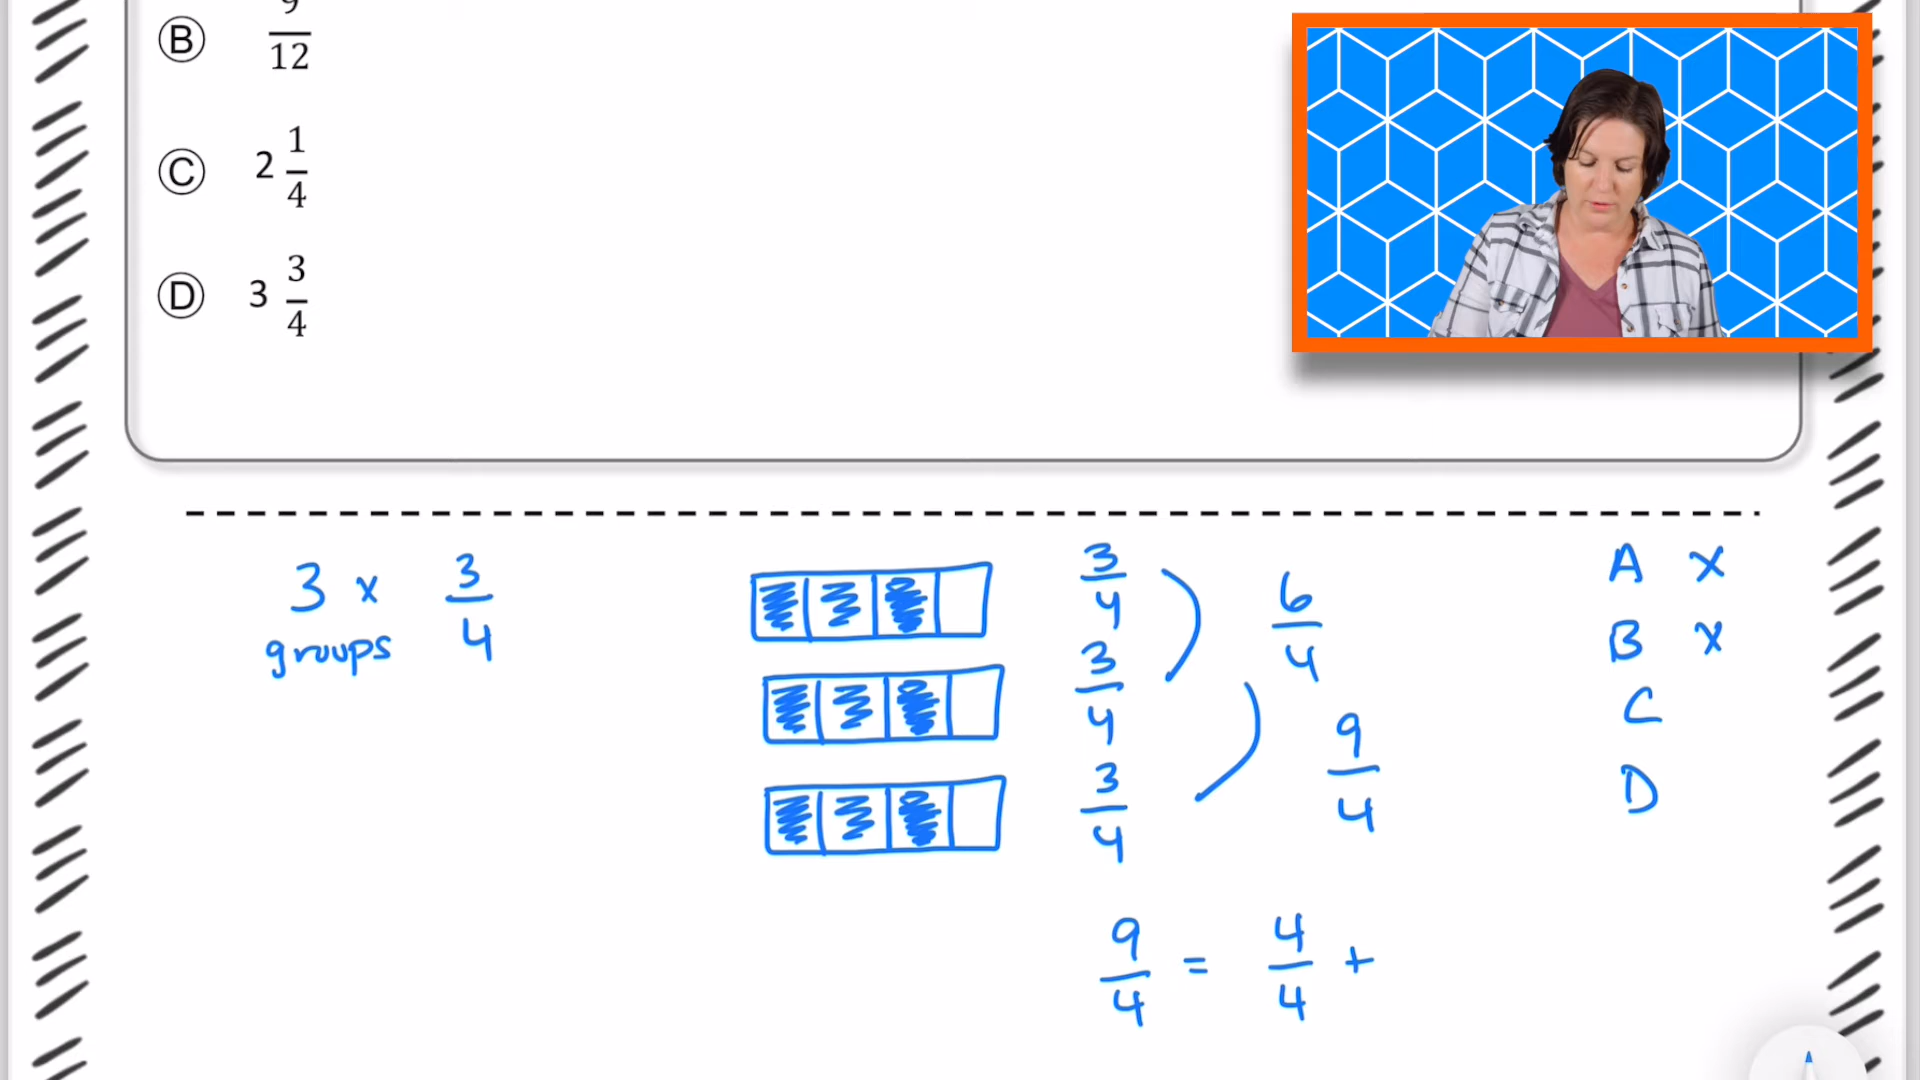 B 9/12
C 2 1/4
D 3 3/4
3 x 3/4
groups
3/4
3/4
3/4
6/4
9/4
A x
B x
C
D
9/4 = 4/4 +